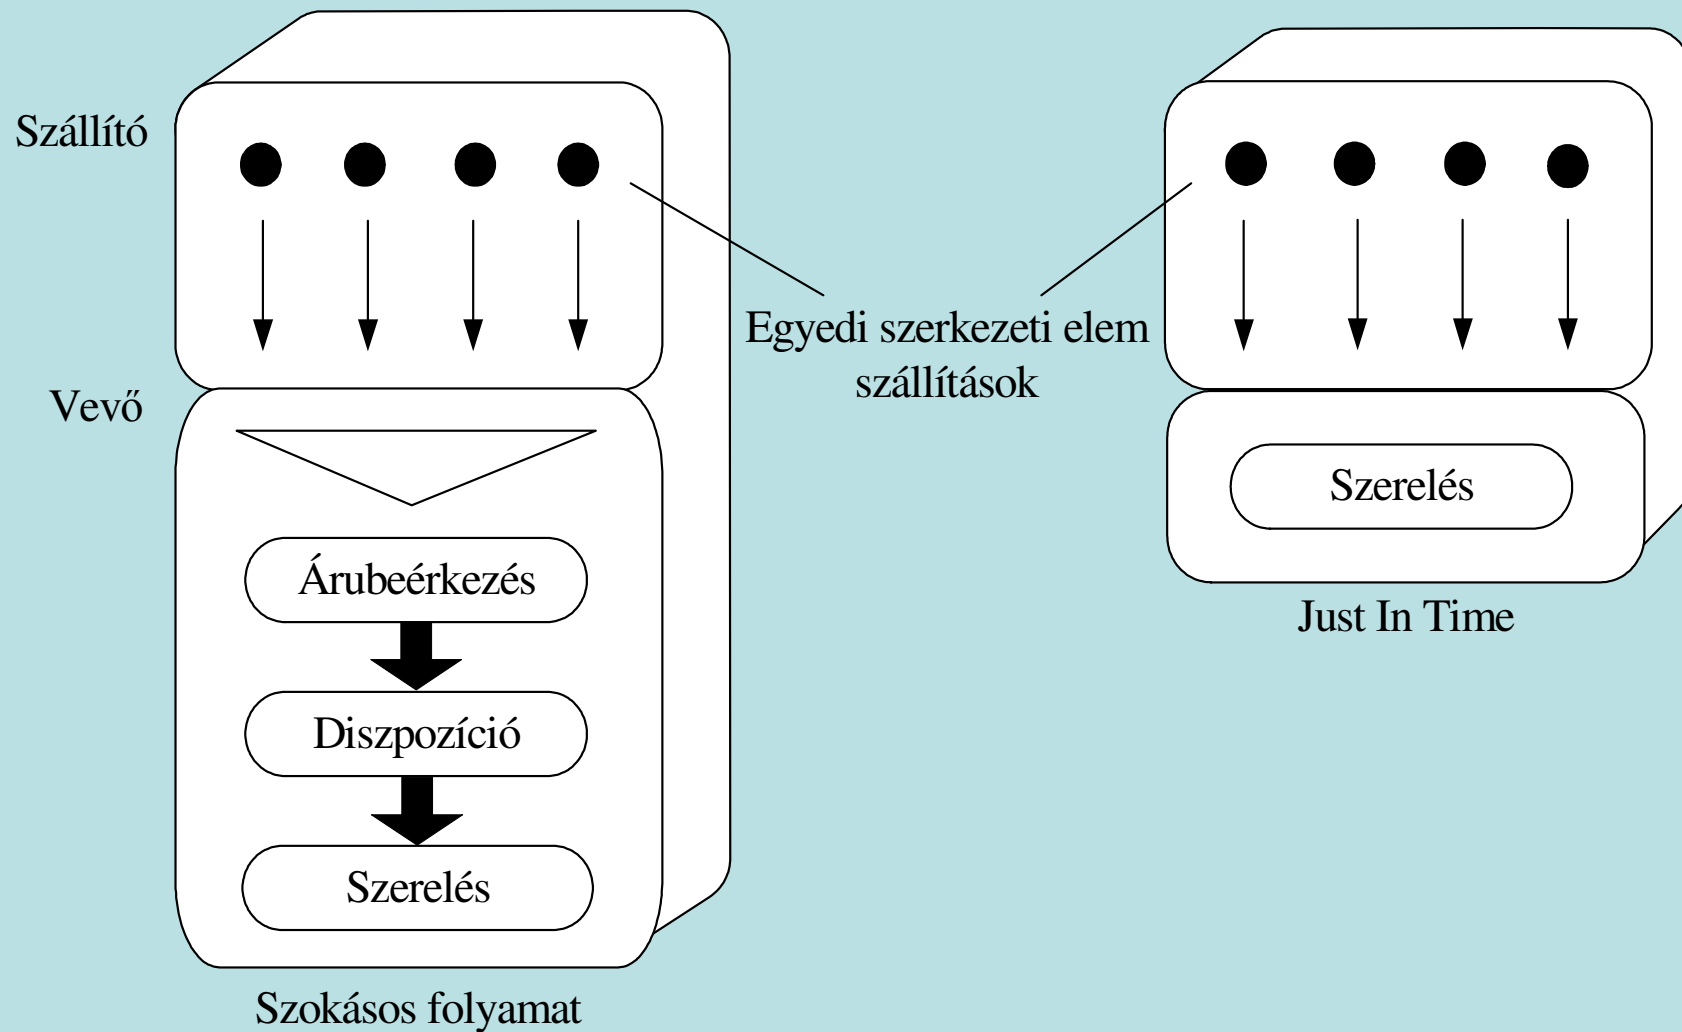 Szállító
Vevő
Egyedi szerkezeti elem
szállítások
Árubeérkezés
Diszpozíció
Szerelés
Szokásos folyamat
Szerelés
Just In Time